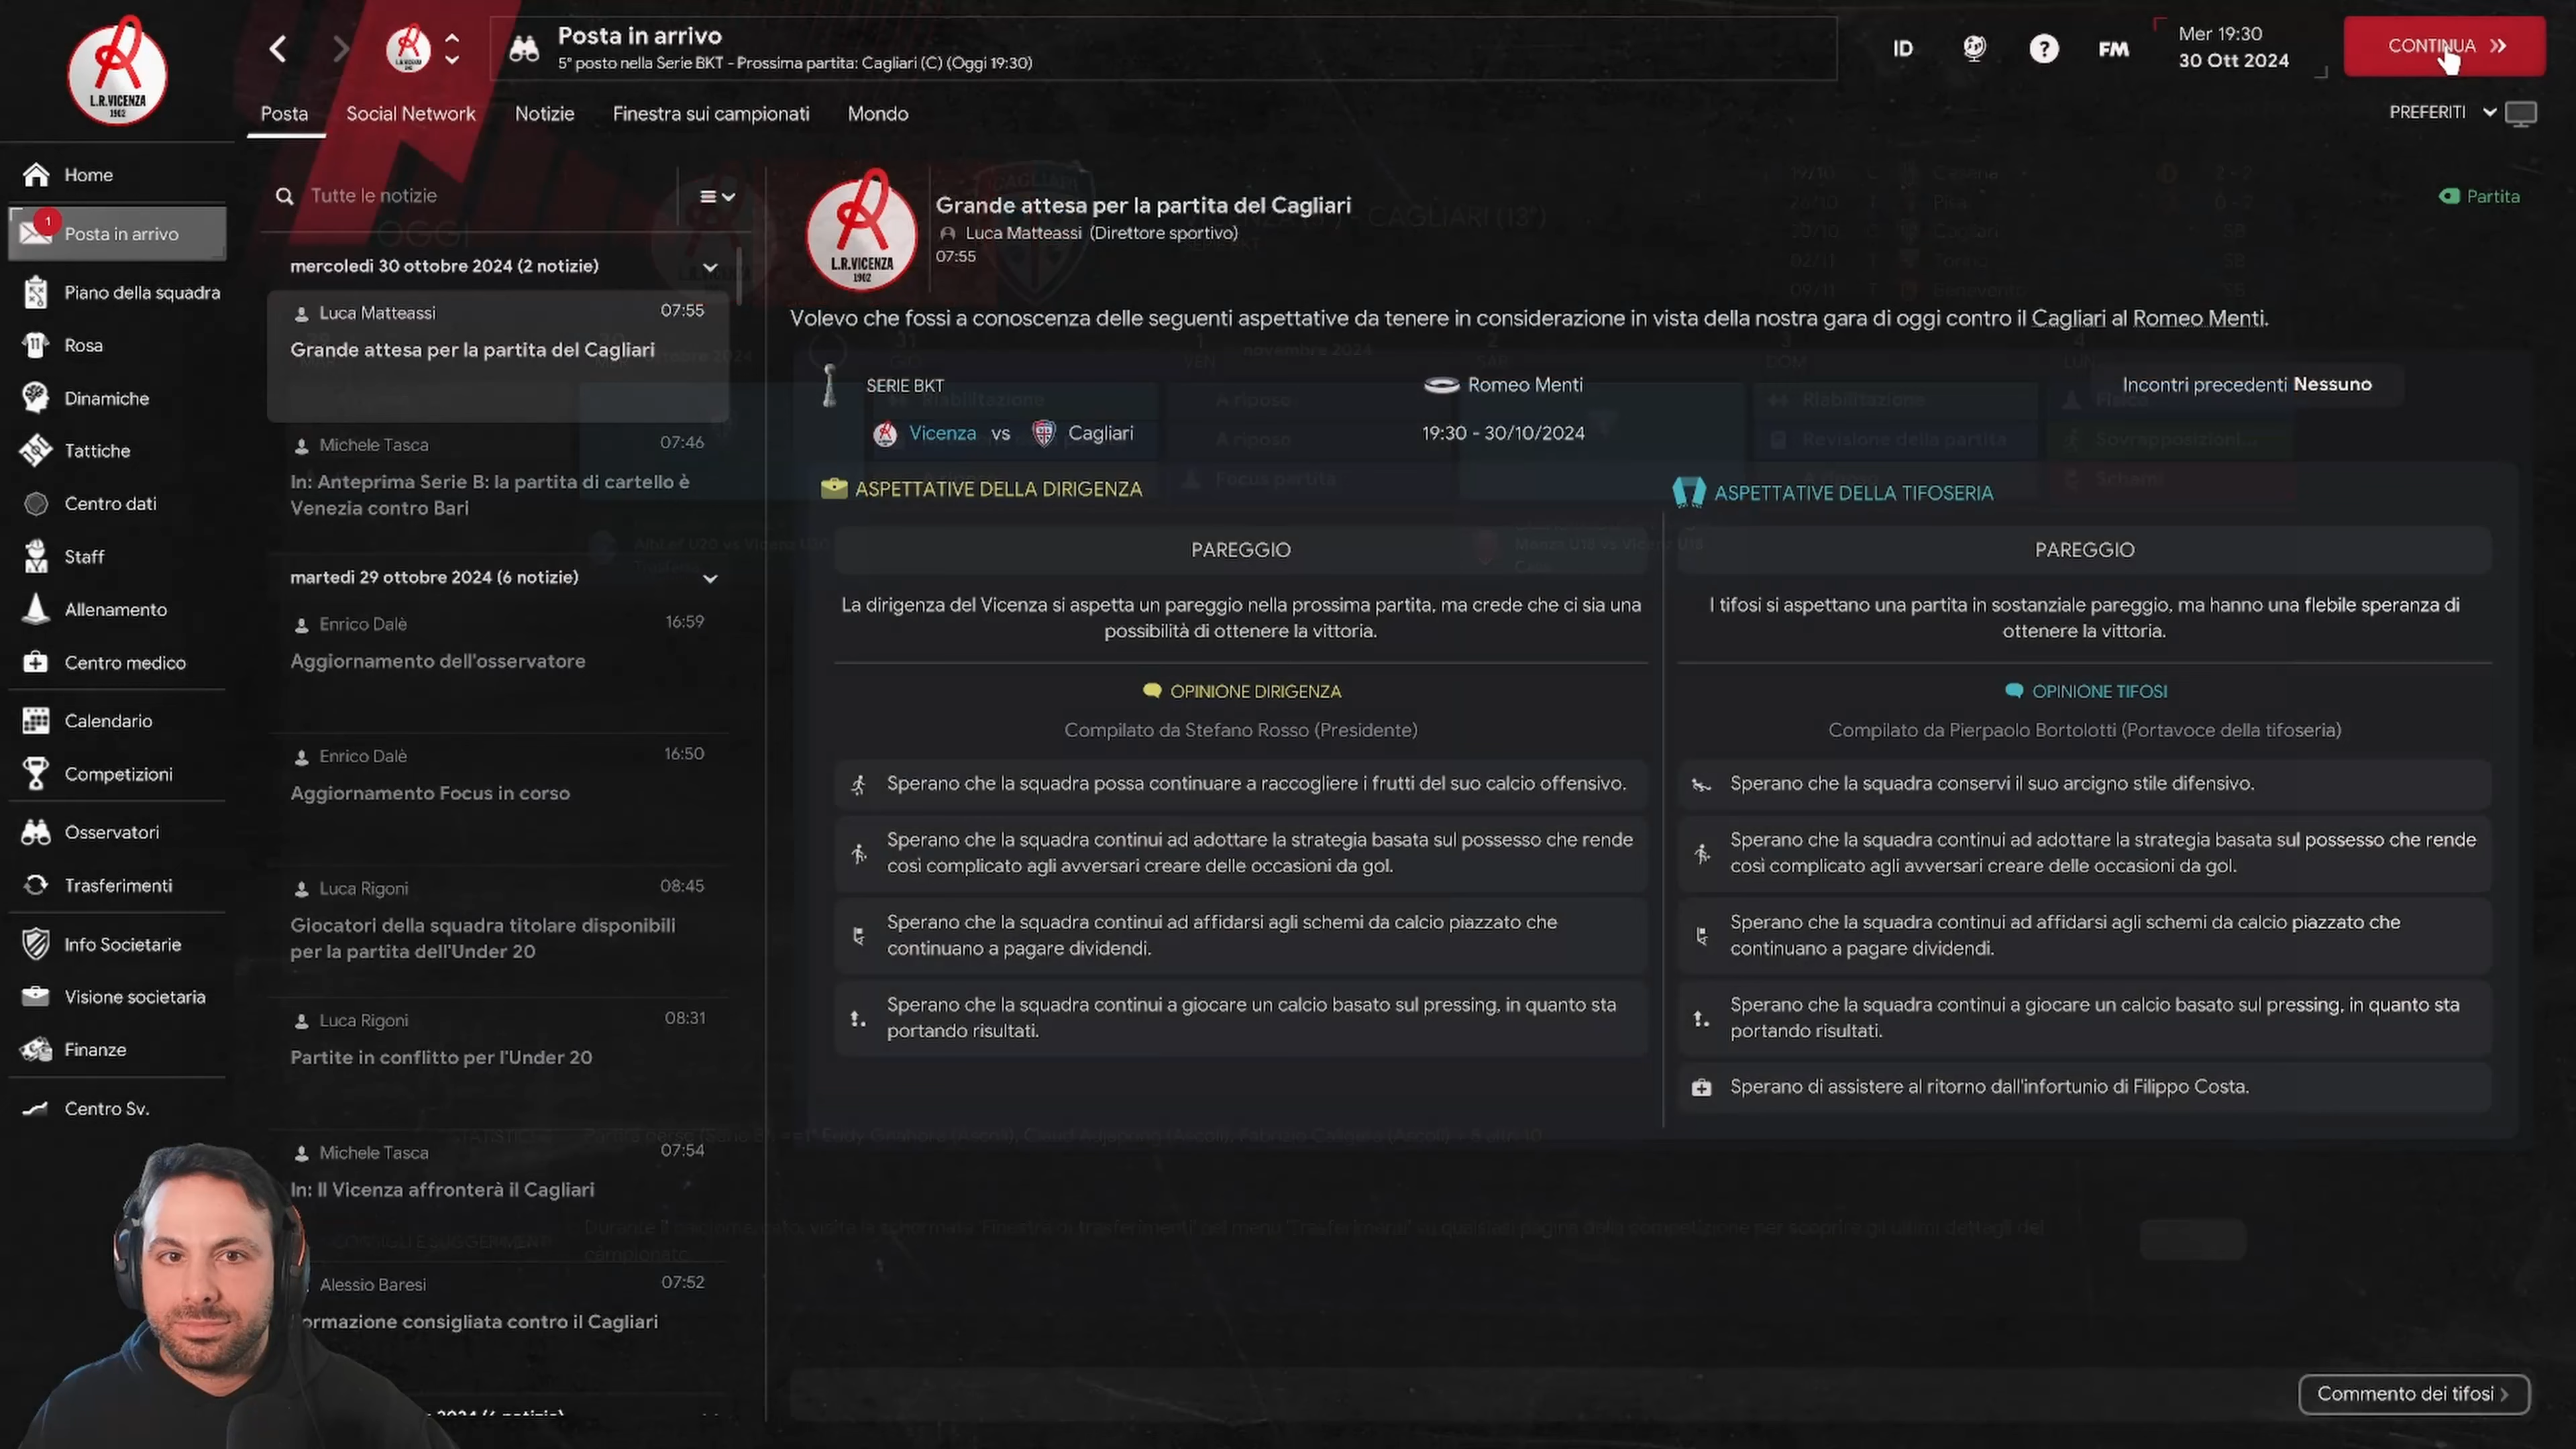 L.R.VICENZA
1902
Posta in arrivo
5° posto nella Serie BKT - Prossima partita: Cagliari (C) (Oggi 19:30)
ID
?
FM
Mer 19:30
30 Ott 2024
CONTINUA
Posta
Social Network
Notizie
Finestra sui campionati
Mondo
PREFERITI
Home
1
Posta in arrivo
Piano della squadra
Rosa
Dinamiche
Tattiche
Centro dati
Staff
Allenamento
Centro medico
Calendario
Competizioni
Osservatori
Trasferimenti
Info Societarie
Visione societaria
Finanze
Centro Sv.
Tutte le notizie
OGGI
mercoledì 30 ottobre 2024 (2 notizie)
Luca Matteassi
07:55
Grande attesa per la partita del Cagliari
Michele Tasca
07:46
In: Anteprima Serie B: la partita di cartello è
Venezia contro Bari
martedì 29 ottobre 2024 (6 notizie)
Enrico Dalè
16:59
Aggiornamento dell'osservatore
Enrico Dalè
16:50
Aggiornamento Focus in corso
Luca Rigoni
08:45
Giocatori della squadra titolare disponibili
per la partita dell'Under 20
Luca Rigoni
08:31
Partite in conflitto per l'Under 20
Michele Tasca
07:54
In: Il Vicenza affronterà il Cagliari
Alessio Baresi
07:52
ormazione consigliata contro il Cagliari
L.R.VICENZA
1902
Grande attesa per la partita del Cagliari
CAGLIARI (13°)
Luca Matteassi (Direttore sportivo)
07:55
Partita
Volevo che fossi a conoscenza delle seguenti aspettative da tenere in considerazione in vista della nostra gara di oggi contro il Cagliari al Romeo Menti.
SERIE BKT
Romeo Menti
Incontri precedenti Nessuno
Vicenza vs Cagliari
19:30 - 30/10/2024
Riabilitazione
A riposo
Riabilitazione
A riposo
Revisione della partita
Sovrapposizioni...
Focus partita
Schemi
ASPETTATIVE DELLA DIRIGENZA
PAREGGIO
La dirigenza del Vicenza si aspetta un pareggio nella prossima partita, ma crede che ci sia una
possibilità di ottenere la vittoria.
OPINIONE DIRIGENZA
Compilato da Stefano Rosso (Presidente)
Sperano che la squadra possa continuare a raccogliere i frutti del suo calcio offensivo.
Sperano che la squadra continui ad adottare la strategia basata sul possesso che rende
così complicato agli avversari creare delle occasioni da gol.
Sperano che la squadra continui ad affidarsi agli schemi da calcio piazzato che
continuano a pagare dividendi.
Sperano che la squadra continui a giocare un calcio basato sul pressing, in quanto sta
portando risultati.
ASPETTATIVE DELLA TIFOSERIA
PAREGGIO
I tifosi si aspettano una partita in sostanziale pareggio, ma hanno una flebile speranza di
ottenere la vittoria.
OPINIONE TIFOSI
Compilato da Pierpaolo Bortolotti (Portavoce della tifoseria)
Sperano che la squadra conservi il suo arcigno stile difensivo.
Sperano che la squadra continui ad adottare la strategia basata sul possesso che rende
così complicato agli avversari creare delle occasioni da gol.
Sperano che la squadra continui ad affidarsi agli schemi da calcio piazzato che
continuano a pagare dividendi.
Sperano che la squadra continui a giocare un calcio basato sul pressing, in quanto sta
portando risultati.
Sperano di assistere al ritorno dall'infortunio di Filippo Costa.
Commento dei tifosi